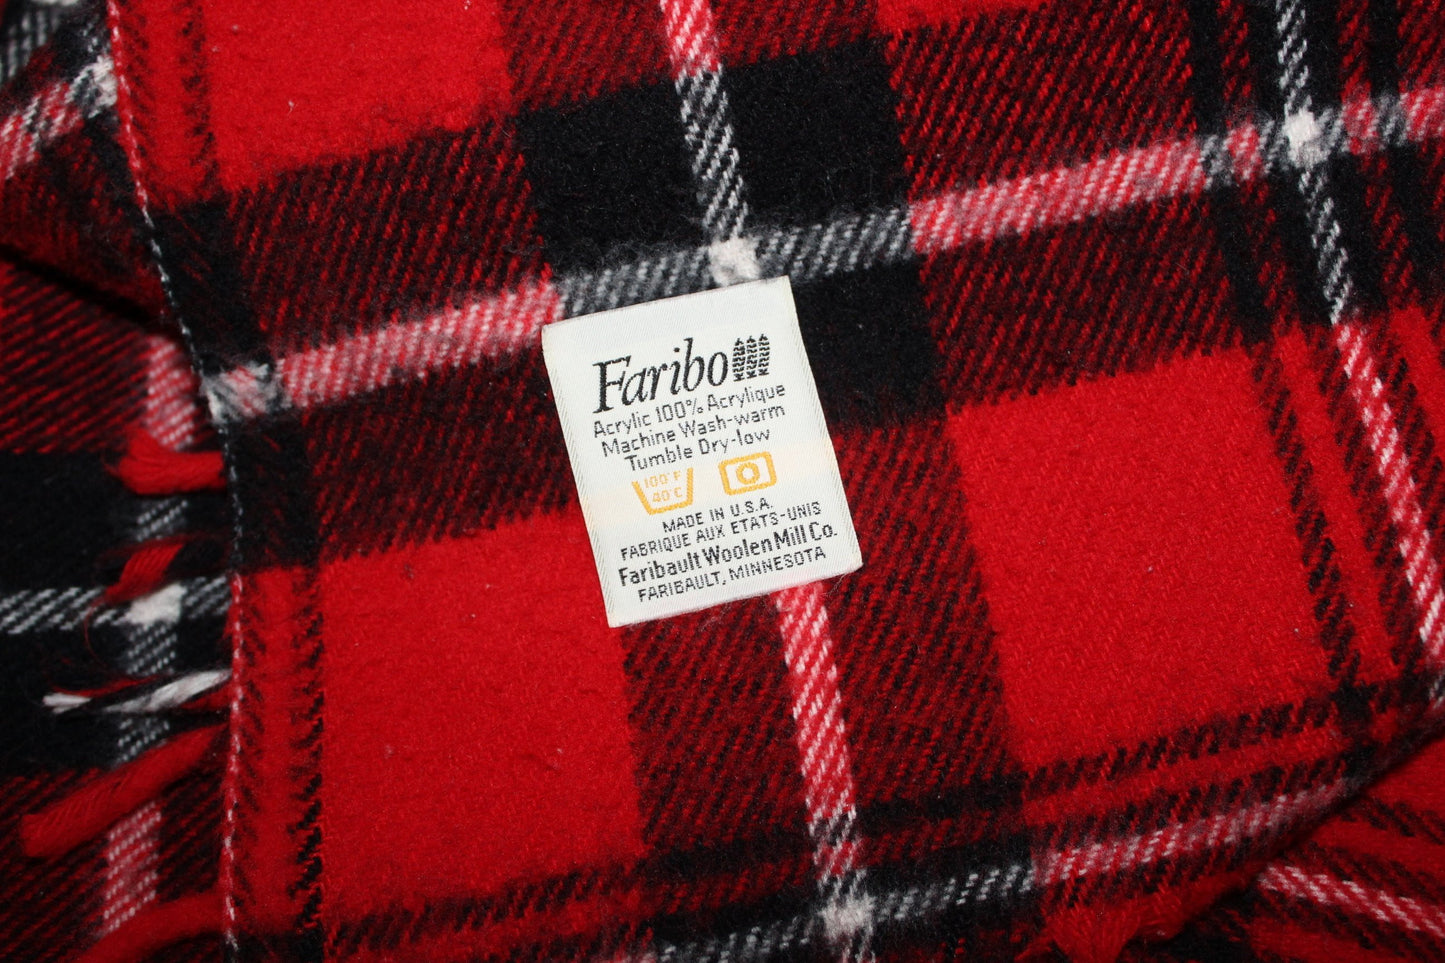 Faribo
Acrylic 100% Acrylique
Machine Wash-warm
Tumble Dry-low
100°F
40°C
MADE IN U.S.A.
FABRIQUE AUX ETATS-UNIS
Faribault Woolen Mill Co.
FARIBAULT, MINNESOTA